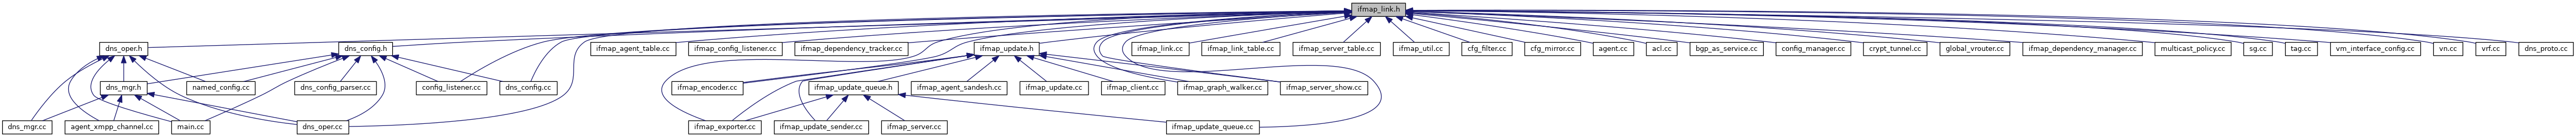 ifmap_link.h
dns_oper.h
dns_config.h
ifmap_agent_table.cc
ifmap_config_listener.cc
ifmap_dependency_tracker.cc
ifmap_update.h
ifmap_link.cc
ifmap_link_table.cc
ifmap_server_table.cc
ifmap_util.cc
cfg_filter.cc
cfg_mirror.cc
agent.cc
acl.cc
bgp_as_service.cc
config_manager.cc
crypt_tunnel.cc
global_vrouter.cc
ifmap_dependency_manager.cc
multicast_policy.cc
sg.cc
tag.cc
vm_interface_config.cc
vn.cc
vrf.cc
dns_proto.cc
dns_mgr.h
named_config.cc
dns_config_parser.cc
config_listener.cc
dns_config.cc
ifmap_encoder.cc
ifmap_update_queue.h
ifmap_agent_sandesh.cc
ifmap_update.cc
ifmap_client.cc
ifmap_graph_walker.cc
ifmap_server_show.cc
dns_mgr.cc
agent_xmpp_channel.cc
main.cc
dns_oper.cc
ifmap_exporter.cc
ifmap_update_sender.cc
ifmap_server.cc
ifmap_update_queue.cc